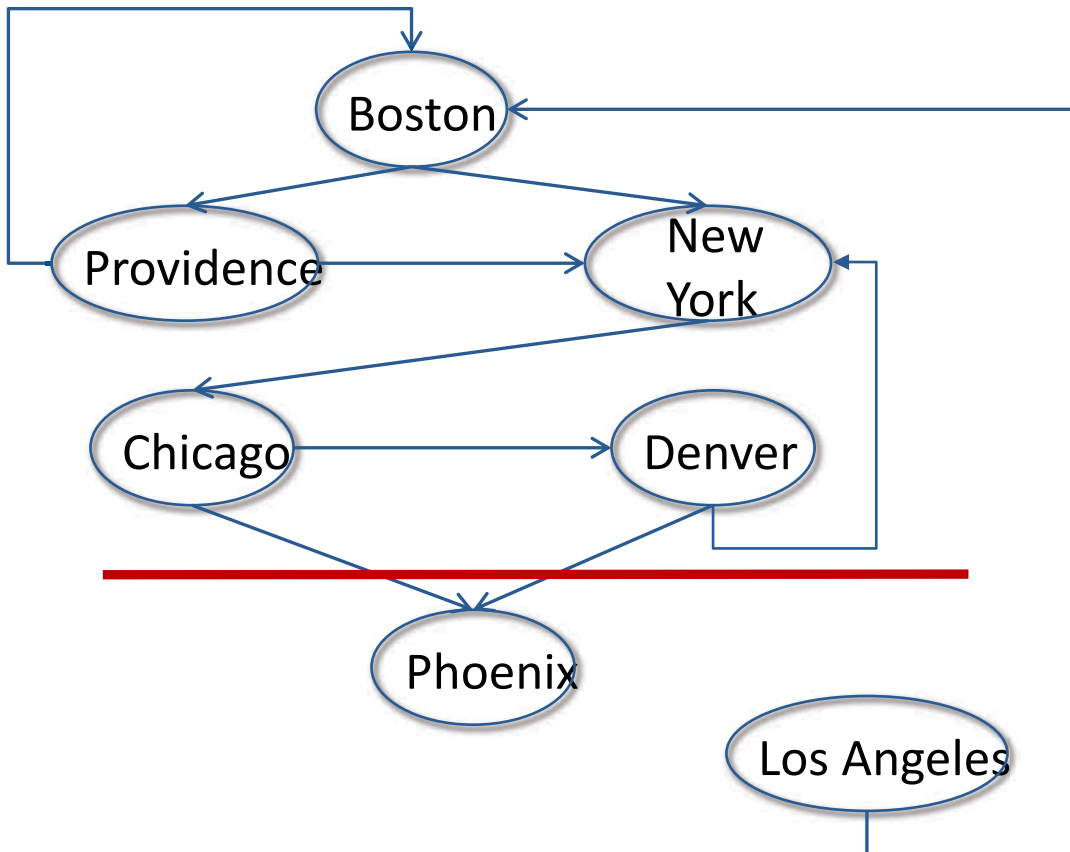 Boston
Providence
New
York
Chicago
Denver
Phoenix
Los Angeles